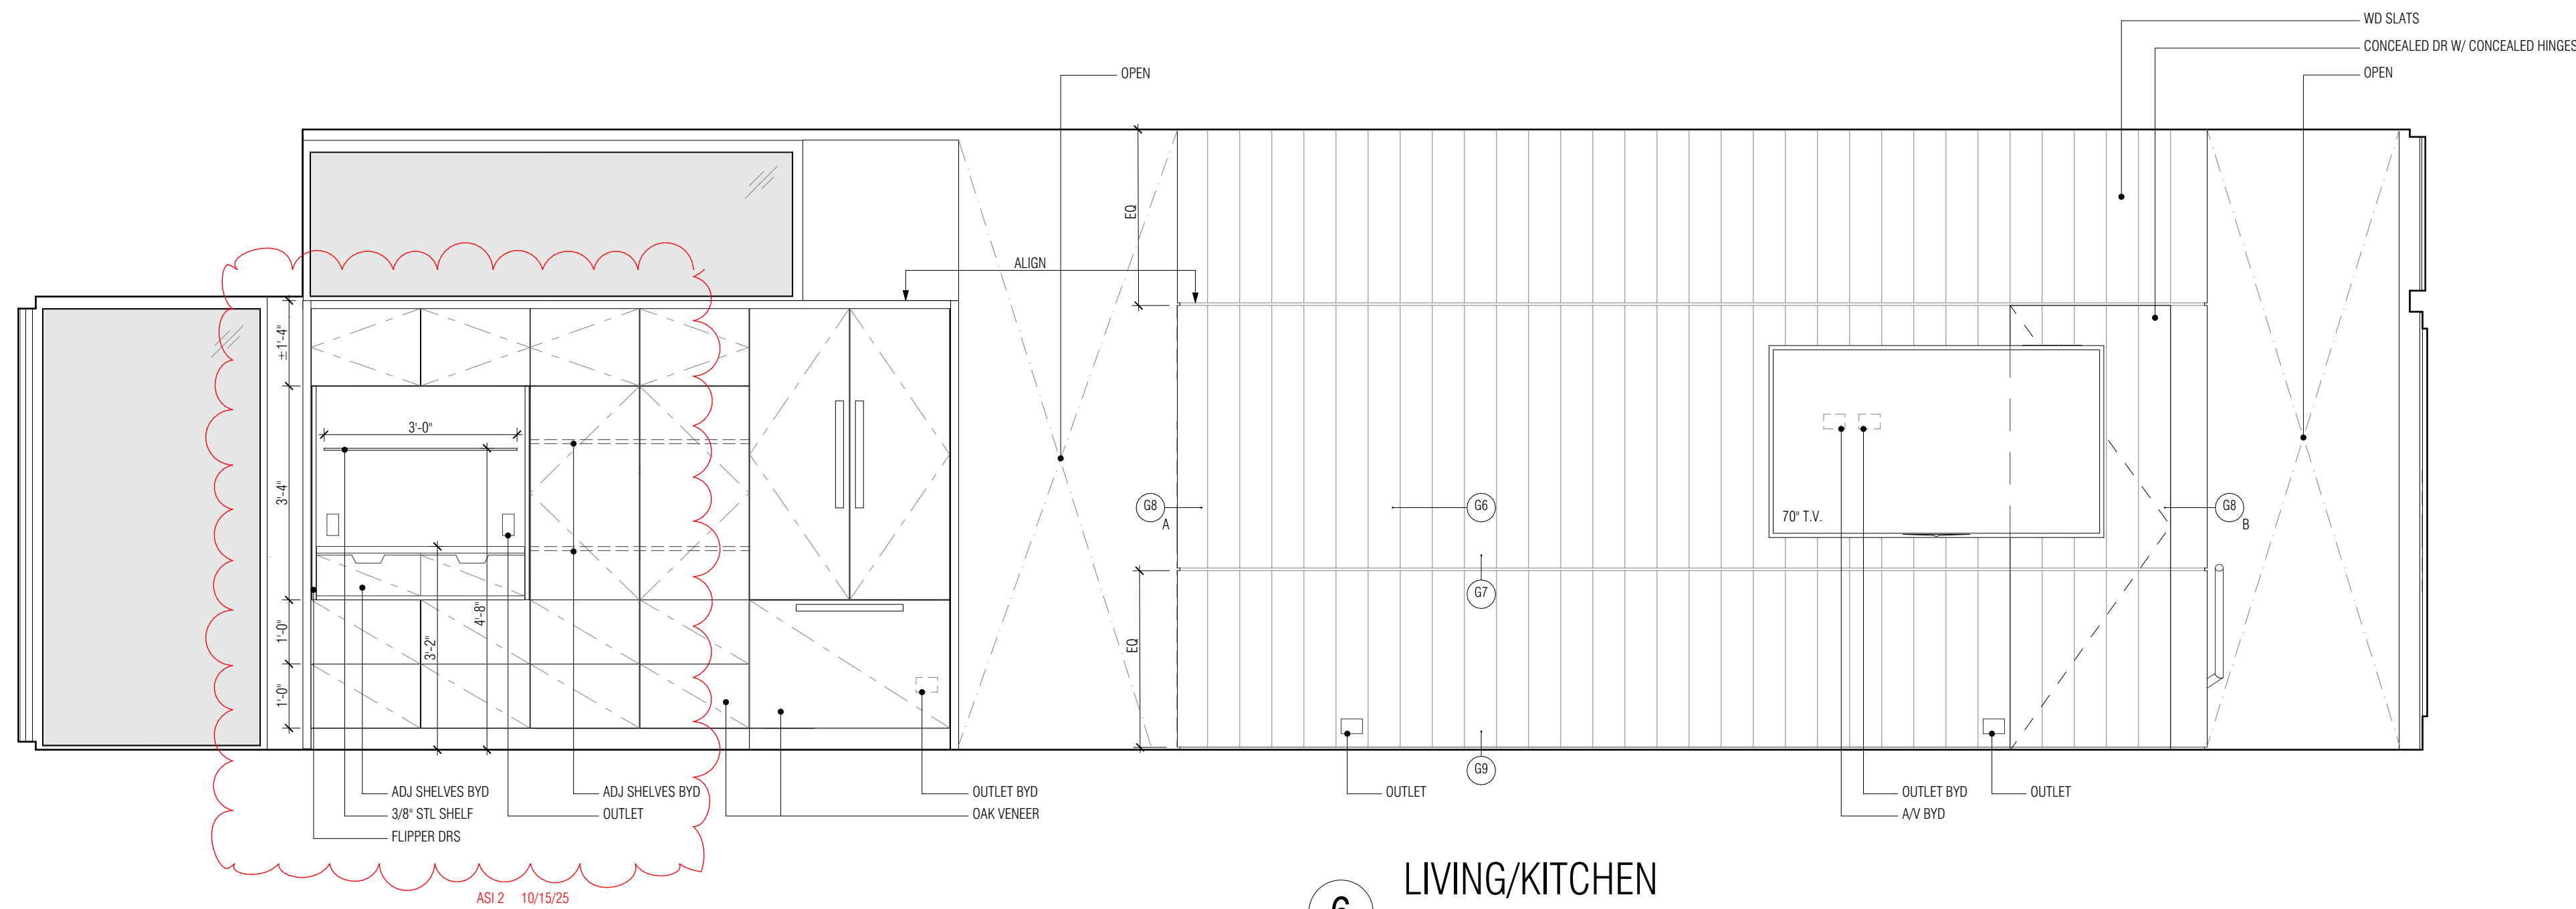 WD SLATS
CONCEALED DR W/ CONCEALED HINGES
OPEN
OPEN
EQ
ALIGN
±1'-4"
3'-0"
3'-4"
G8
A
G6
G8
B
70" T.V.
G7
4'-8"
3'-2"
1'-0"
EQ
1'-0"
G9
ADJ SHELVES BYD
ADJ SHELVES BYD
OUTLET BYD
OUTLET
OUTLET BYD
OUTLET
3/8" STL SHELF
OUTLET
OAK VENEER
A/V BYD
FLIPPER DRS
LIVING/KITCHEN
6
ASI 2 10/15/25